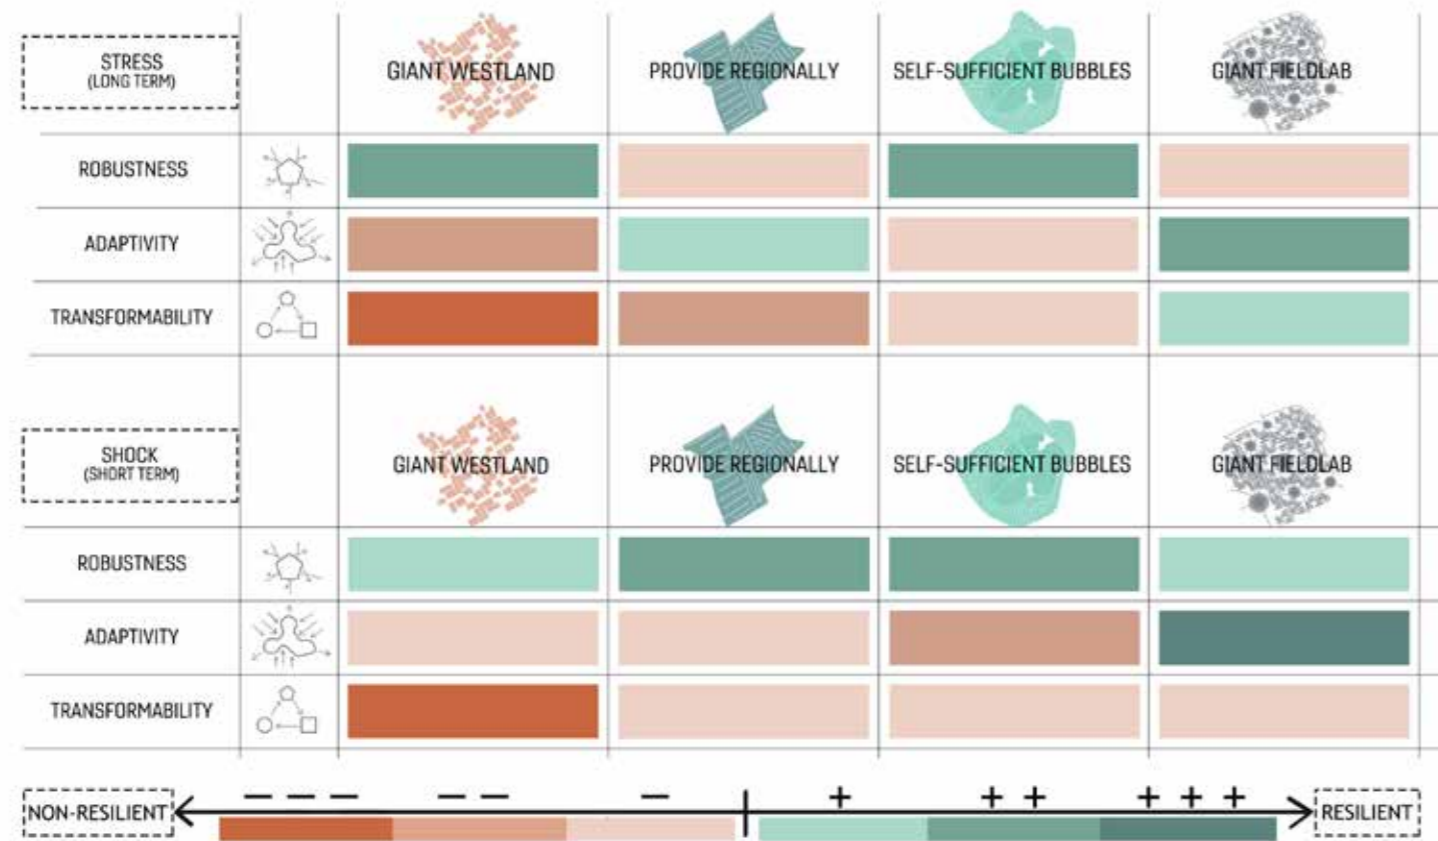 STRESS
(LONG TERM)
GIANT WESTLAND
PROVIDE REGIONALLY
SELF-SUFFICIENT BUBBLES
GIANT FIELDLAB
ROBUSTNESS
ADAPTIVITY
TRANSFORMABILITY
SHOCK
(SHORT TERM)
GIANT WESTLAND
PROVIDE REGIONALLY
SELF-SUFFICIENT BUBBLES
GIANT FIELDLAB
ROBUSTNESS
ADAPTIVITY
TRANSFORMABILITY
— — — — — — + + + + + +
NON-RESILIENT
RESILIENT